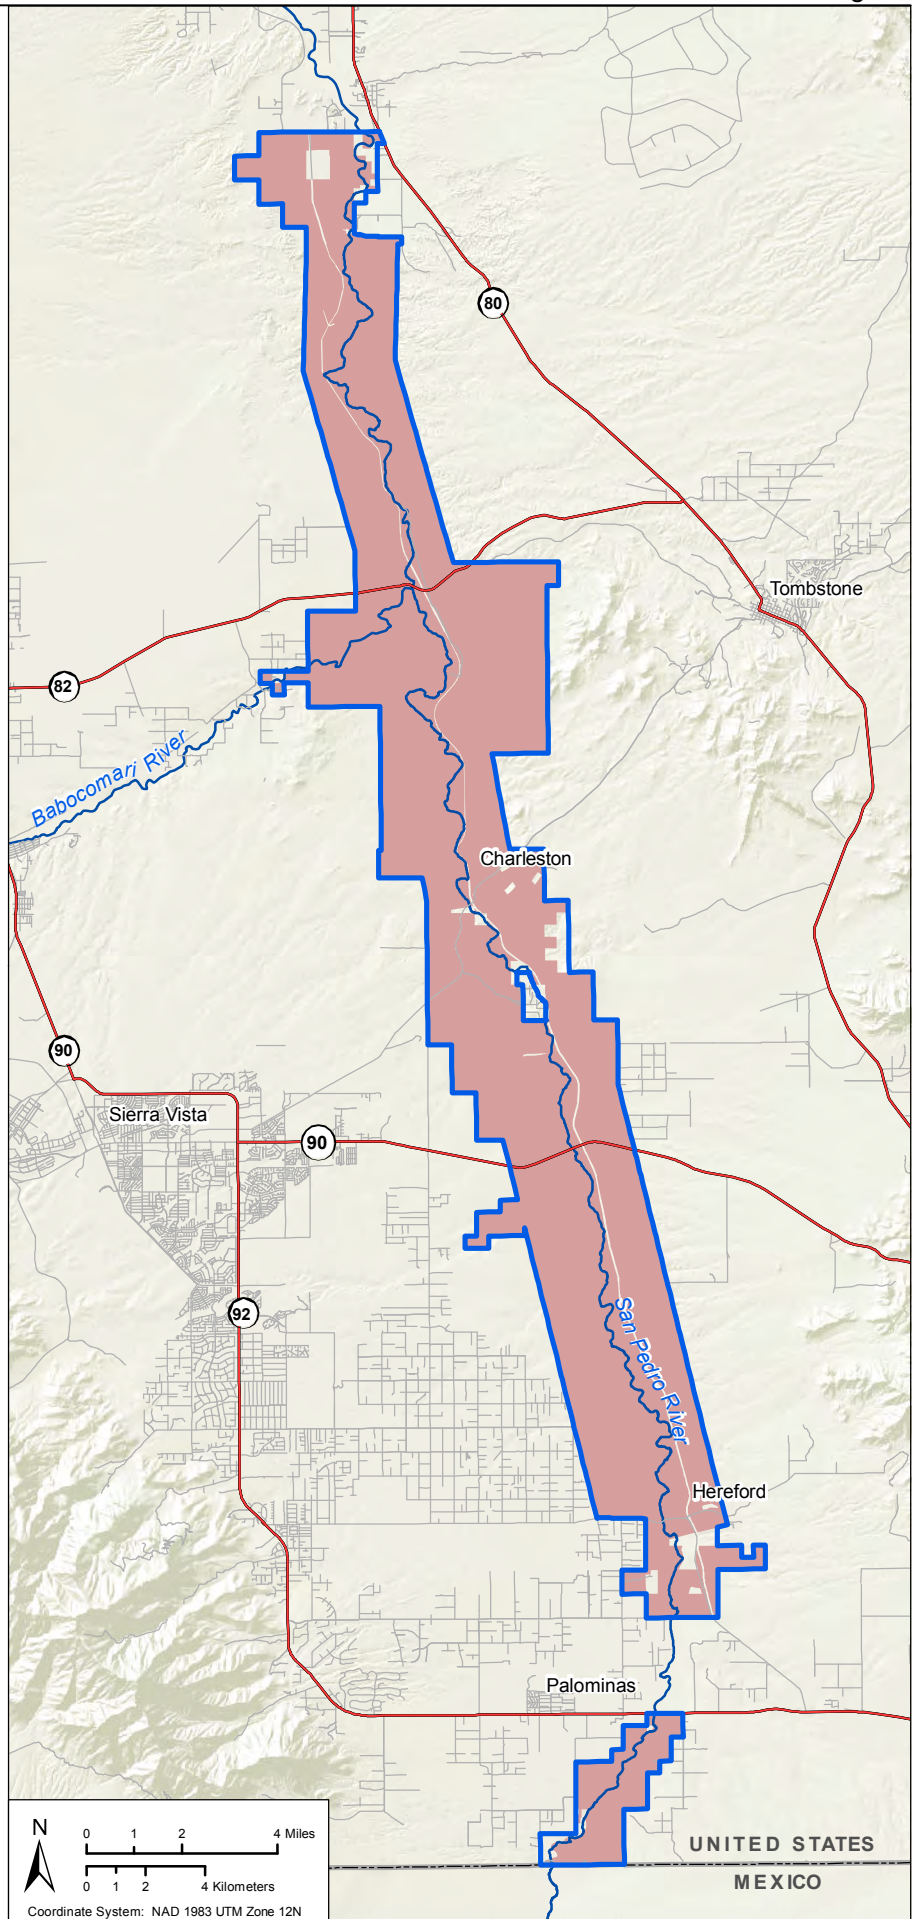 80
Tombstone
82
Babocomari River
Charleston
90
Sierra Vista
90
92
San Pedro River
Hereford
Palominas
N
0 1 2 4 Miles
0 1 2 4 Kilometers
Coordinate System: NAD 1983 UTM Zone 12N
UNITED STATES
MEXICO